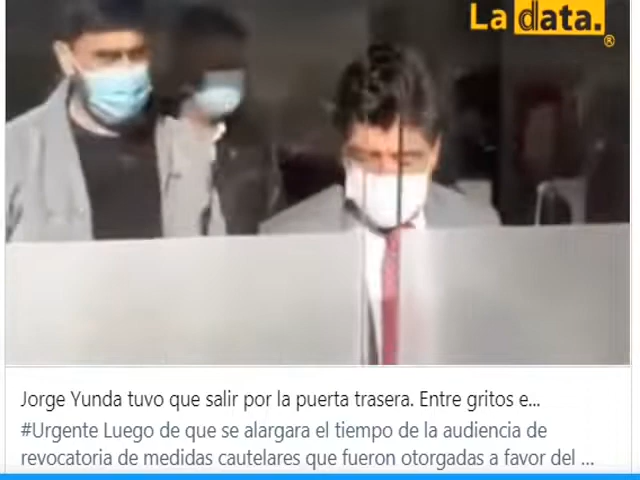 La data.®
Jorge Yunda tuvo que salir por la puerta trasera. Entre gritos e...
#Urgente Luego de que se alargara el tiempo de la audiencia de
revocatoria de medidas cautelares que fueron otorgadas a favor del ...